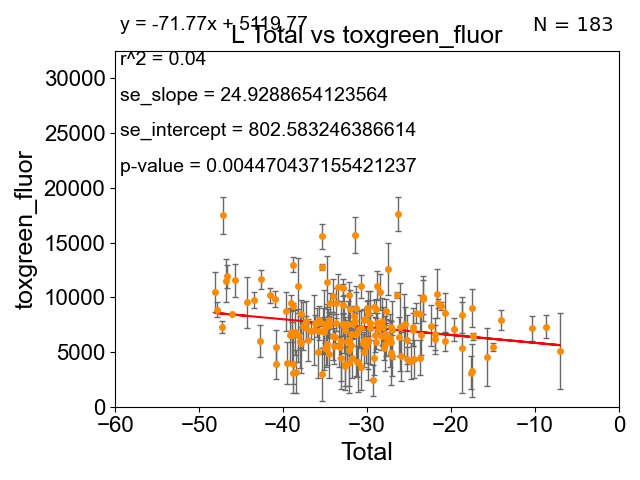 y = -71.77x + 5119.77
N = 183
L Total vs toxgreen_fluor
r^2 = 0.04
se_slope = 24.9288654123564
se_intercept = 802.583246386614
p-value = 0.004470437155421237
toxgreen_fluor
30000
25000
20000
15000
10000
5000
0
−60 −50 −40 −30 −20 −10 0
Total